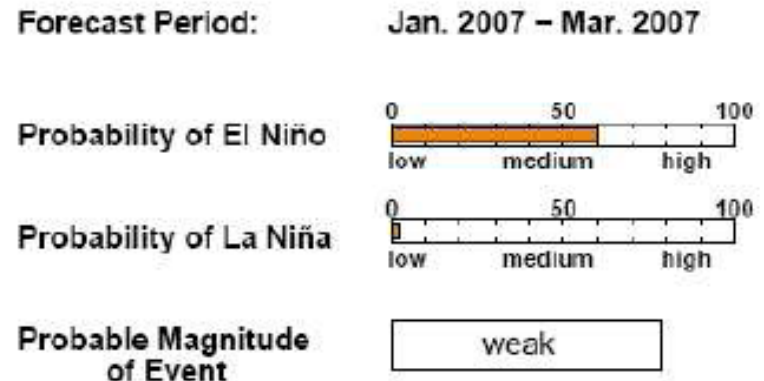 Forecast Period: Jan. 2007 – Mar. 2007
0 50 100
Probability of El Niño
low medium high
0 50 100
Probability of La Niña
low medium high
Probable Magnitude weak
of Event